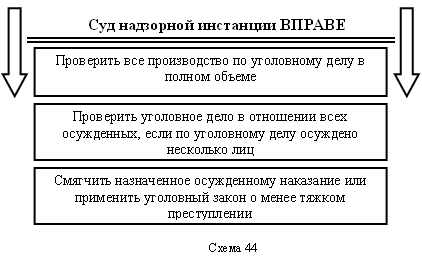 Суд надзорной инстанции ВПРАВЕ
Проверить все производство по уголовному делу в
полном объеме
Проверить уголовное дело в отношении всех
осужденных, если по уголовному делу осуждено
несколько лиц
Смягчить назначенное осужденному наказание или
применить уголовный закон о менее тяжком
преступлении
Схема 44